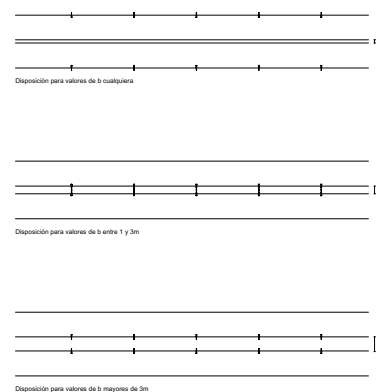 Disposición para valores de b cualquiera
Disposición para valores de b entre 1 y 3m
Disposición para valores de b mayores de 3m